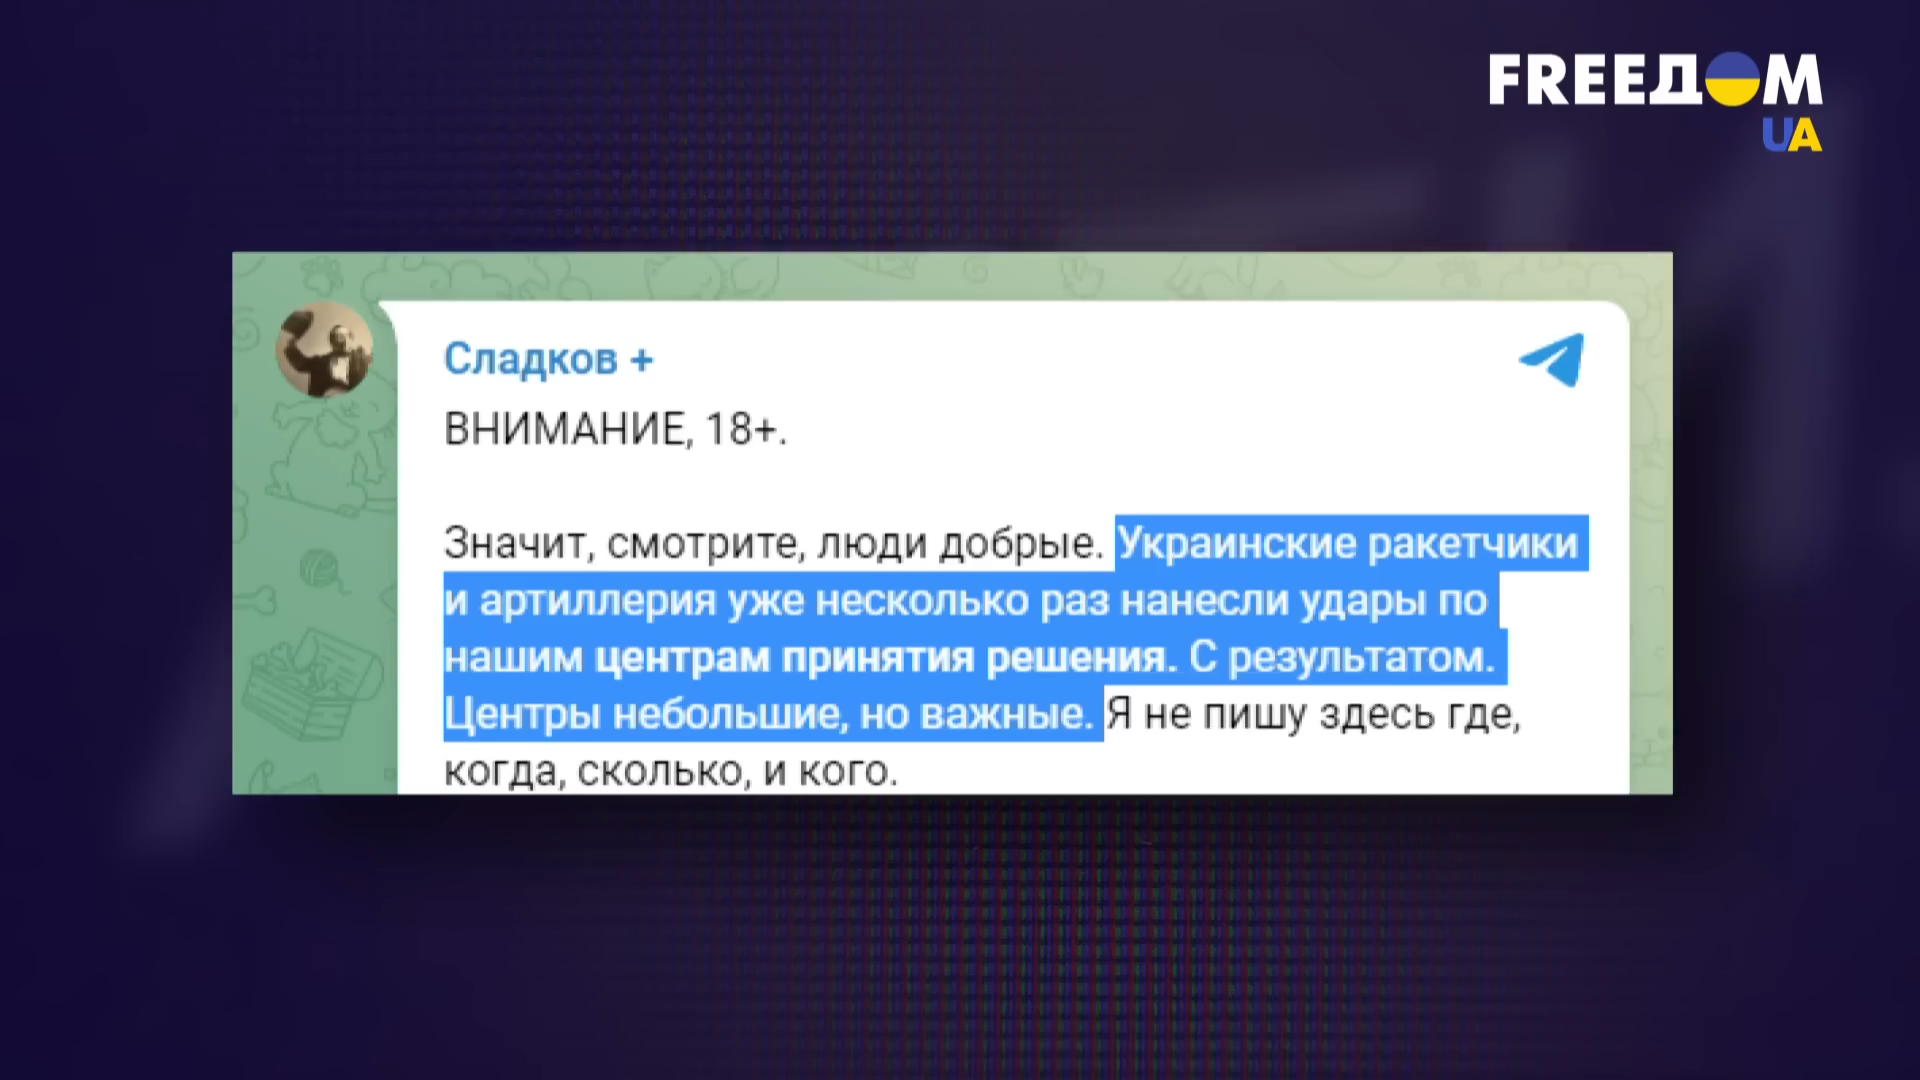 FREEДOM
UA
Сладков +
ВНИМАНИЕ, 18+.
Значит, смотрите, люди добрые. Украинские ракетчики
и артиллерия уже несколько раз нанесли удары по
нашим центрам принятия решения. С результатом.
Центры небольшие, но важные. Я не пишу здесь где,
когда, сколько, и кого.